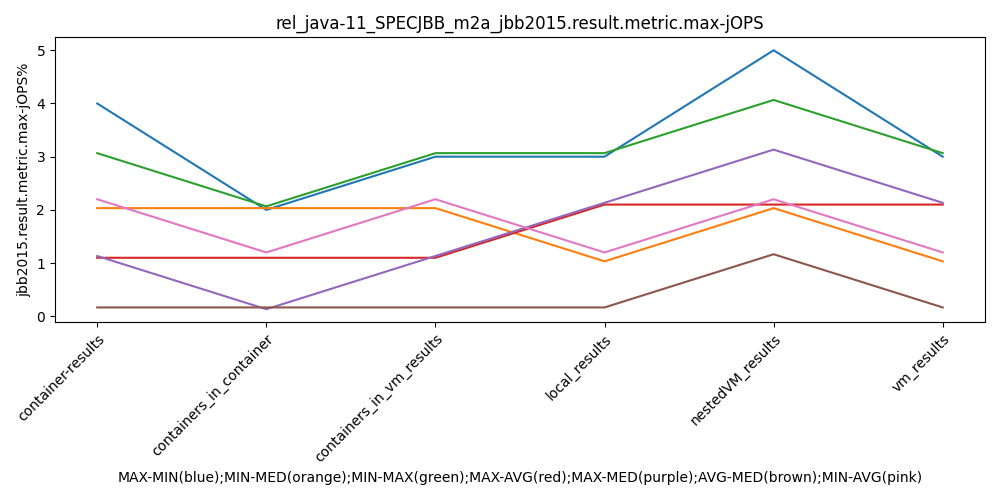 rel_java-11_SPECJBB_m2a_jbb2015.result.metric.max-jOPS
jbb2015.result.metric.max-jOPS%
5
4
3
2
1
0
container-results
containers_in_container
containers_in_vm_results
local_results
nestedVM_results
vm_results
MAX-MIN(blue);MIN-MED(orange);MIN-MAX(green);MAX-AVG(red);MAX-MED(purple);AVG-MED(brown);MIN-AVG(pink)